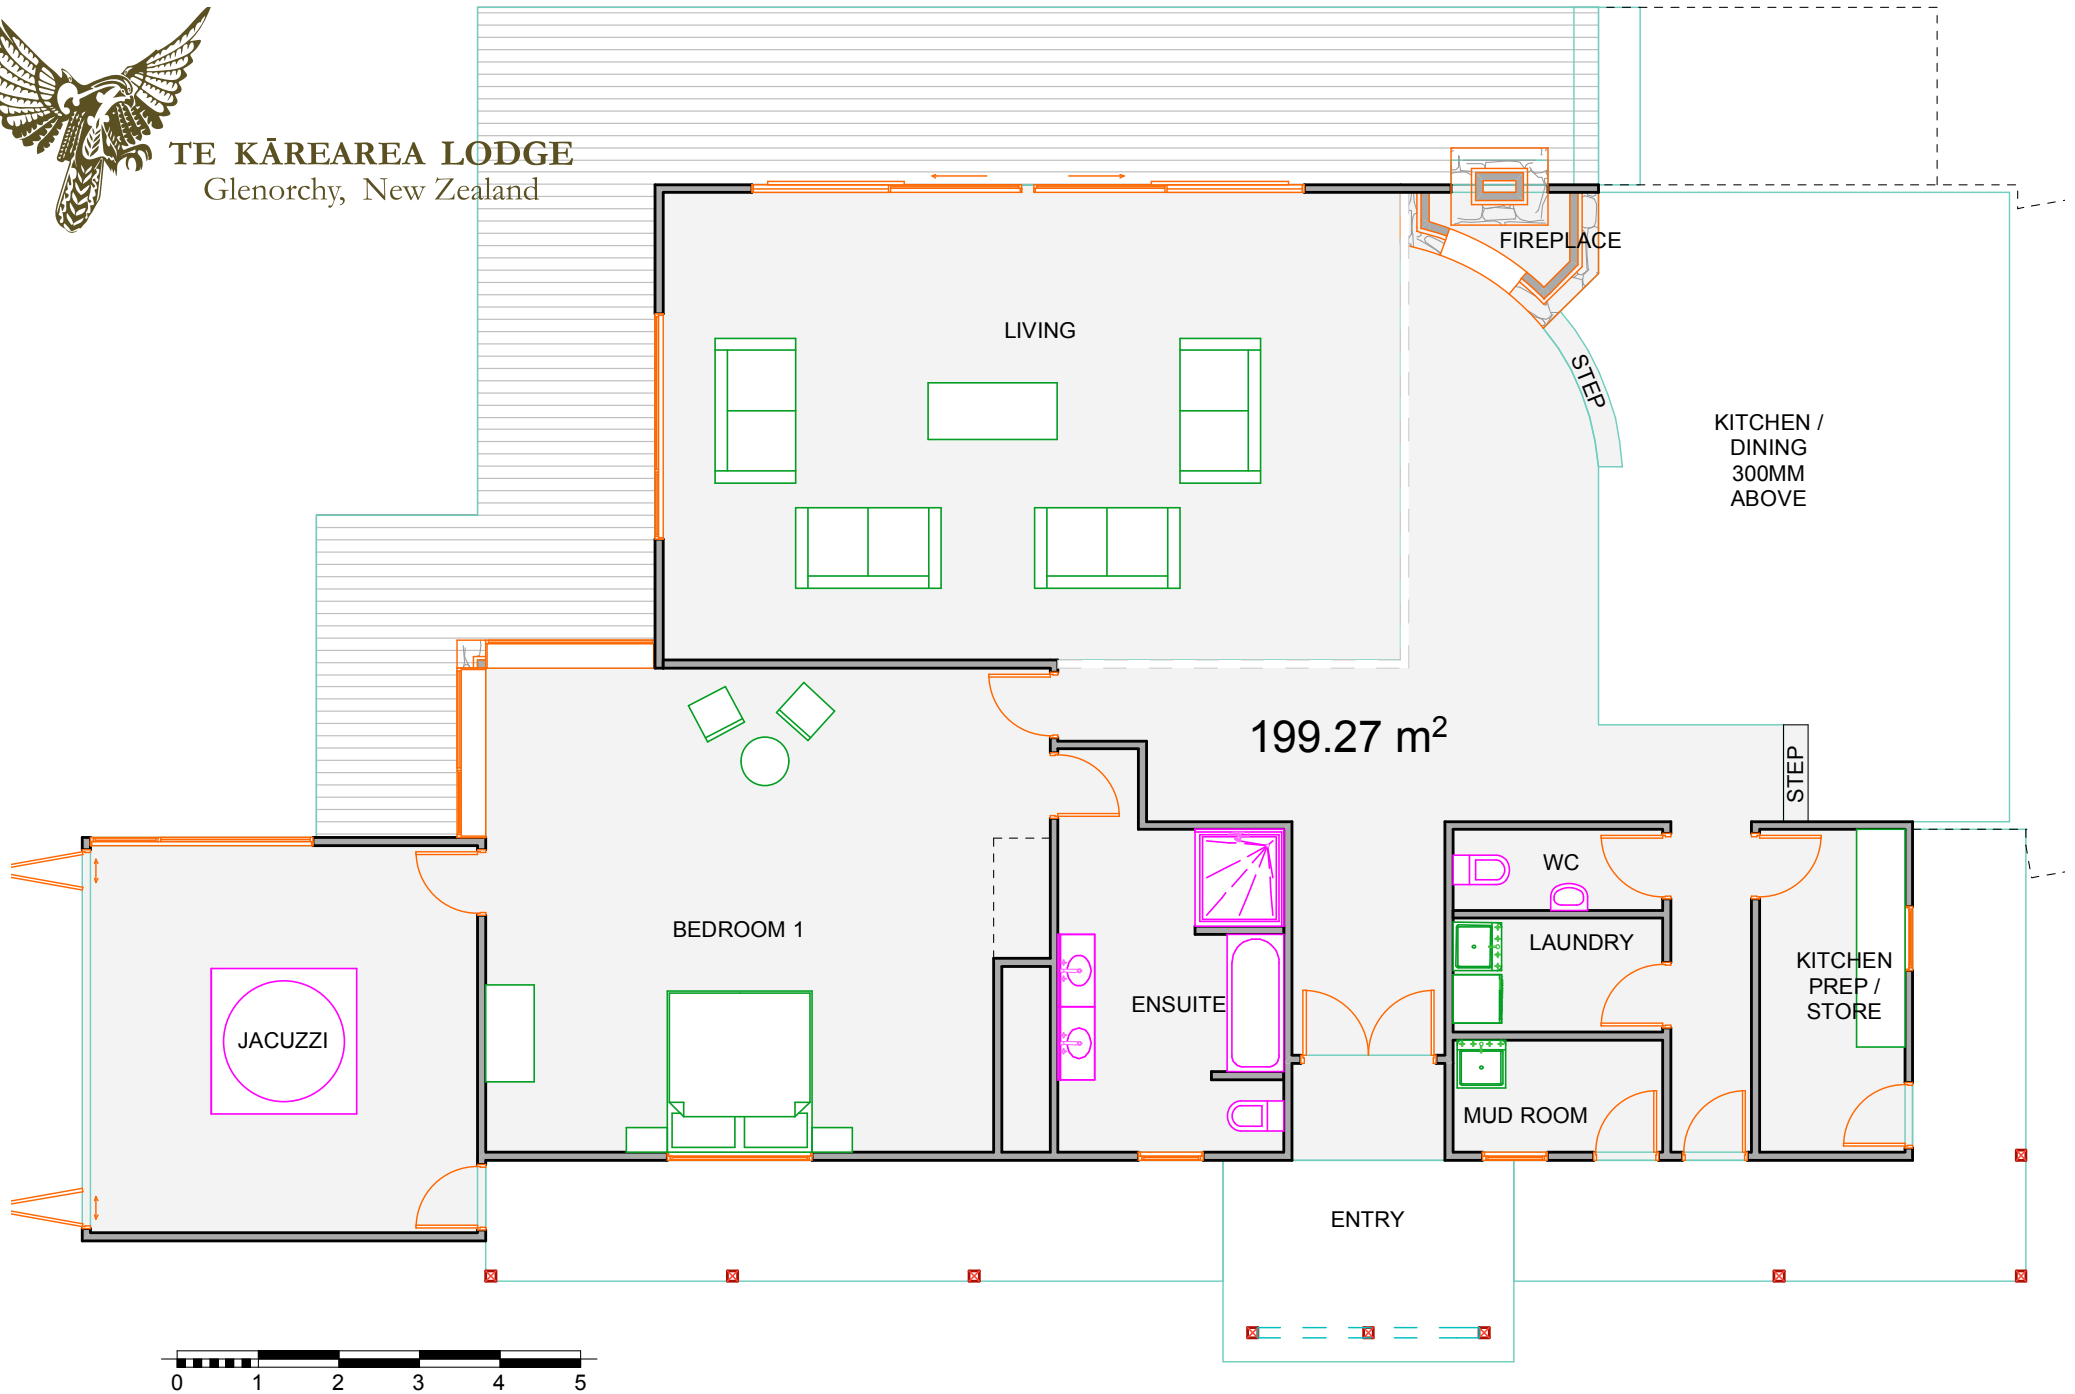 TE KĀREAREA LODGE
Glenorchy, New Zealand
FIREPLACE
LIVING
STEP
KITCHEN /
DINING
300MM
ABOVE
199.27 m²
STEP
WC
BEDROOM 1
LAUNDRY
KITCHEN
PREP /
STORE
ENSUITE
JACUZZI
MUD ROOM
ENTRY
0 1 2 3 4 5